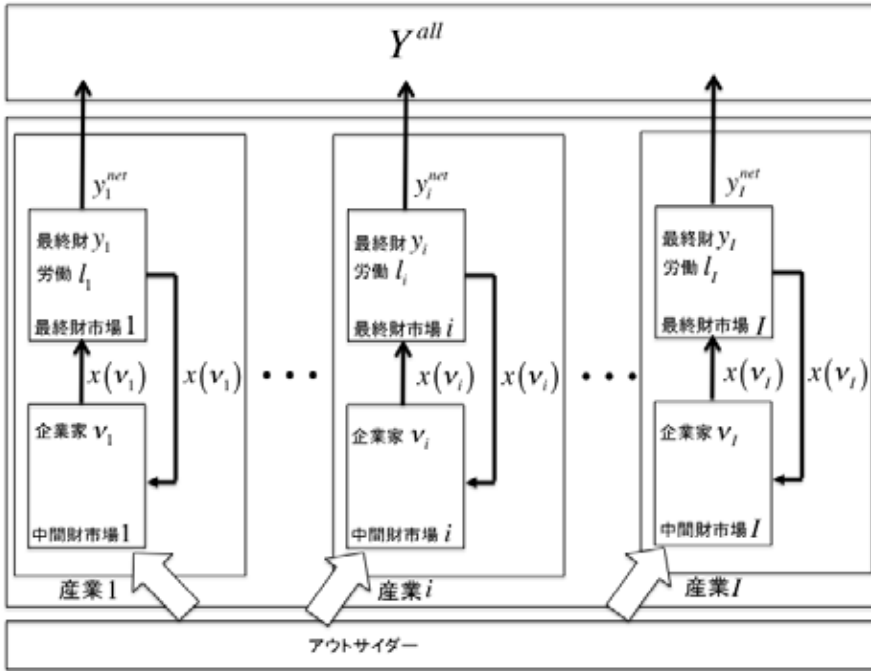 Y^{all}
y_1^{net}
最終財 y_1
労働 l_1
最終財市場 1
x(ν_1)
x(ν_1)
企業家 ν_1
中間財市場 1
産業 1
• • •
y_i^{net}
最終財 y_i
労働 l_i
最終財市場 i
x(ν_i)
x(ν_i)
企業家 ν_i
中間財市場 i
産業 i
• • •
y_I^{net}
最終財 y_I
労働 l_I
最終財市場 I
x(ν_I)
x(ν_I)
企業家 ν_I
中間財市場 I
産業 I
アウトサイダー